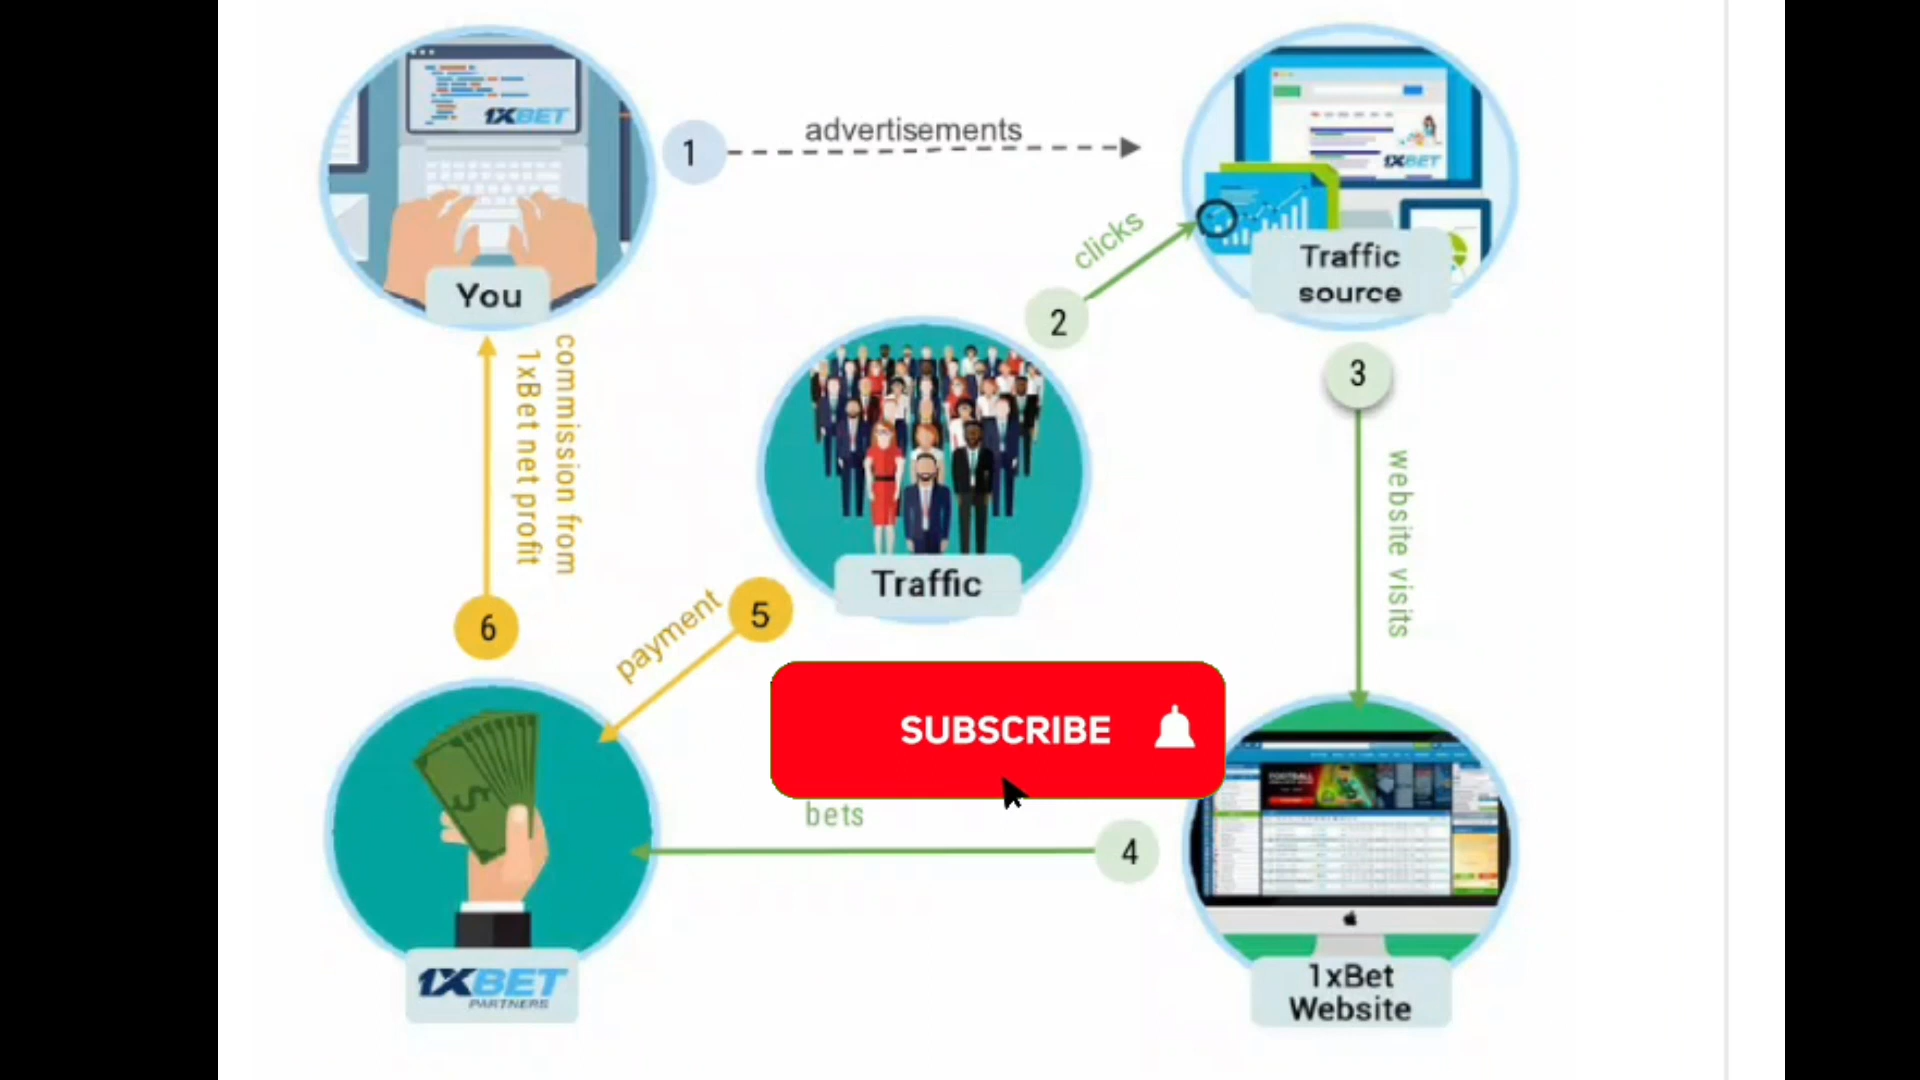 1XBET
You
1
advertisements
1XBET
Traffic
source
clicks
2
3
commission from
1xBet net profit
website visits
Traffic
payment
5
6
SUBSCRIBE
bets
4
FOOTBALL
1XBET
PARTNERS
1xBet
Website